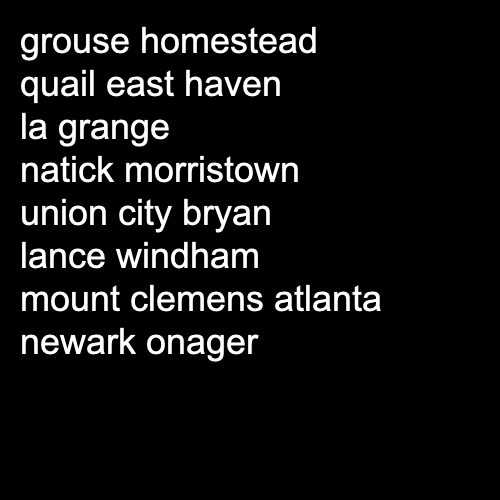 grouse homestead
quail east haven
la grange
natick morristown
union city bryan
lance windham
mount clemens atlanta
newark onager